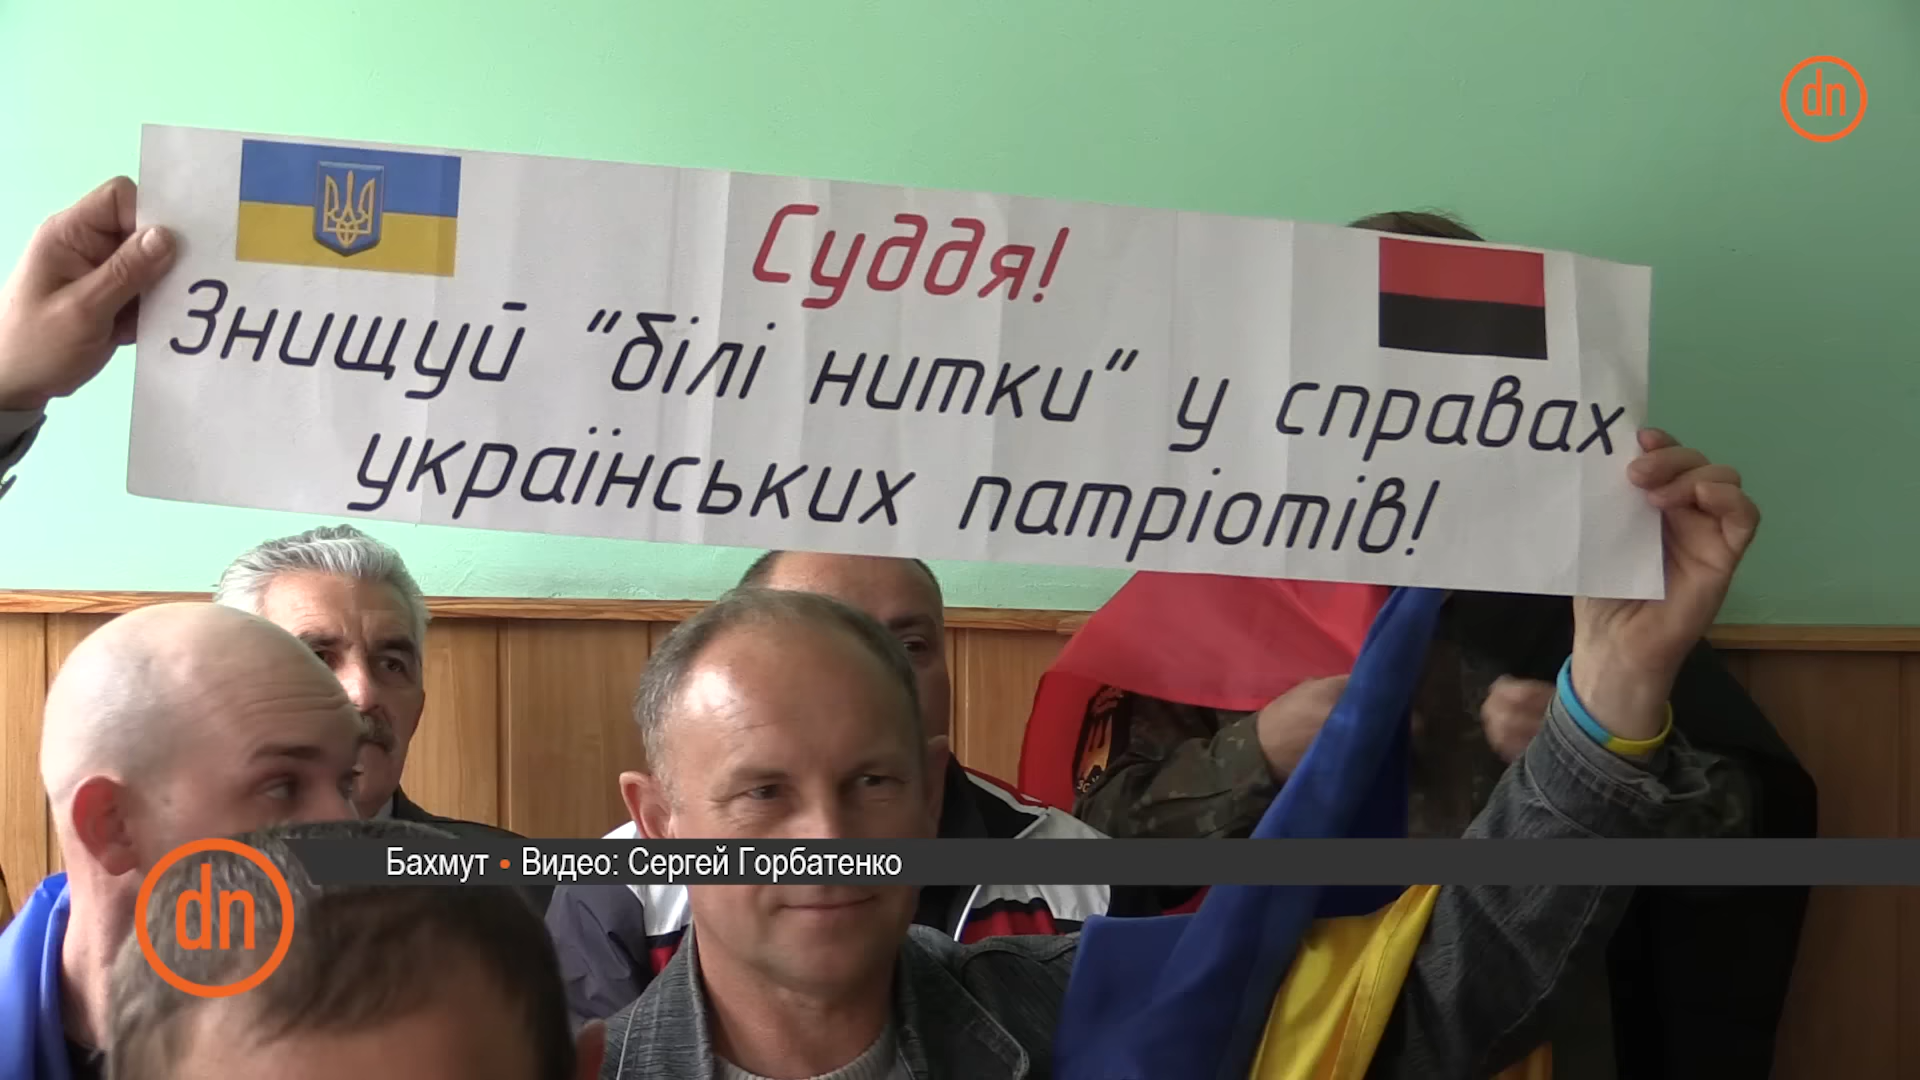 dn
Суддя!
Знищуй "білі нитки" у справах
українських патріотів!
Бахмут • Видео: Сергей Горбатенко
dn